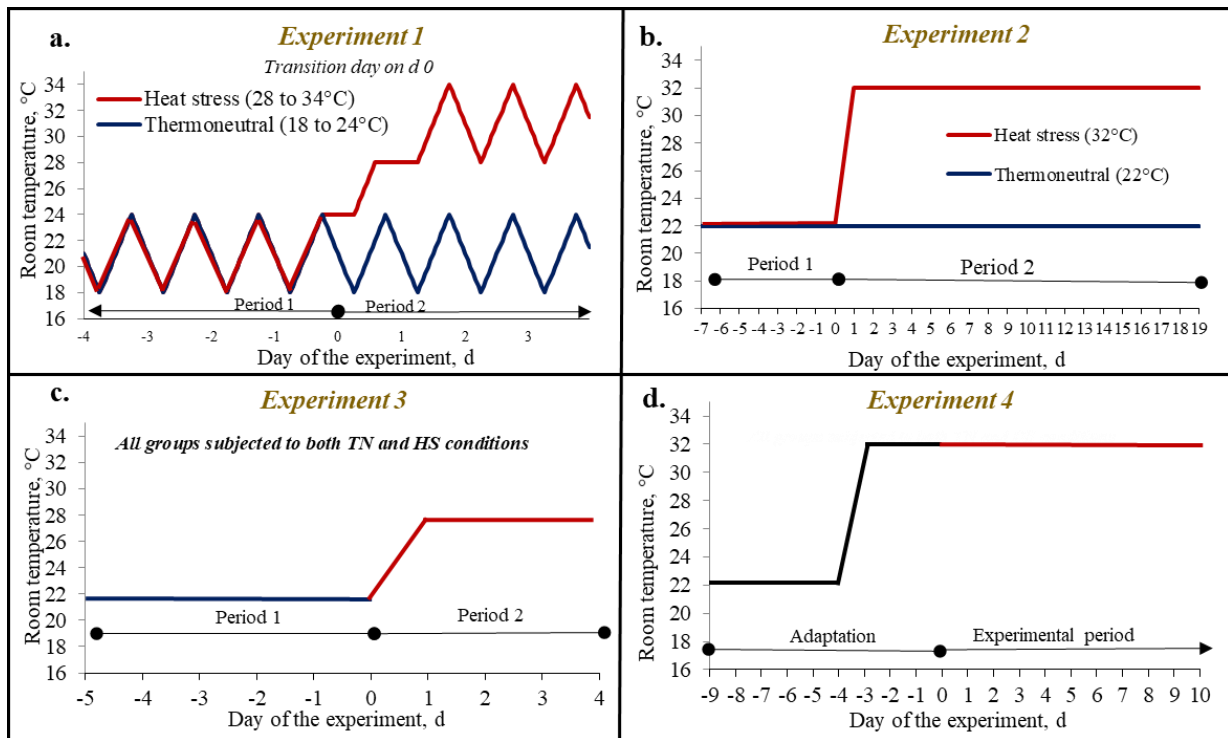 a.
Experiment 1
Transition day on d 0
Room temperature, °C
34
32
30
28
26
24
22
20
18
16
Heat stress (28 to 34°C)
Thermoneutral (18 to 24°C)
Period 1
Period 2
-4 -3 -2 -1 0 1 2 3
Day of the experiment, d
b.
Experiment 2
Room temperature, °C
34
32
30
28
26
24
22
20
18
16
Heat stress (32°C)
Thermoneutral (22°C)
Period 1
Period 2
-7 -6 -5 -4 -3 -2 -1 0 1 2 3 4 5 6 7 8 9 10 11 12 13 14 15 16 17 18 19
Day of the experiment, d
c.
Experiment 3
All groups subjected to both TN and HS conditions
Room temperature, °C
34
32
30
28
26
24
22
20
18
16
Period 1
Period 2
-5 -4 -3 -2 -1 0 1 2 3 4
Day of the experiment, d
d.
Experiment 4
Room temperature, °C
34
32
30
28
26
24
22
20
18
16
Adaptation
Experimental period
-9 -8 -7 -6 -5 -4 -3 -2 -1 0 1 2 3 4 5 6 7 8 9 10
Day of the experiment, d